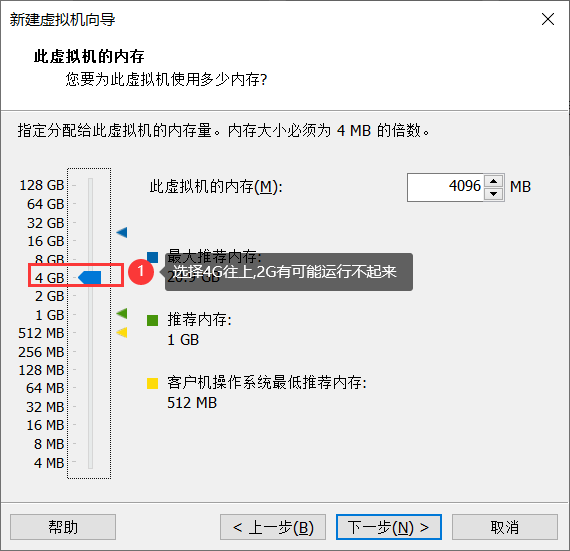 新建虚拟机向导
此虚拟机的内存
您要为此虚拟机使用多少内存?
指定分配给此虚拟机的内存量。内存大小必须为 4 MB 的倍数。
128 GB
64 GB
32 GB
16 GB
8 GB
4 GB
2 GB
1 GB
512 MB
256 MB
128 MB
64 MB
32 MB
16 MB
8 MB
4 MB
此虚拟机的内存(M):
4096
MB
最大推荐内存:
1
选择4G往上,2G有可能运行不起来
推荐内存:
1 GB
客户机操作系统最低推荐内存:
512 MB
帮助
< 上一步(B)
下一步(N) >
取消